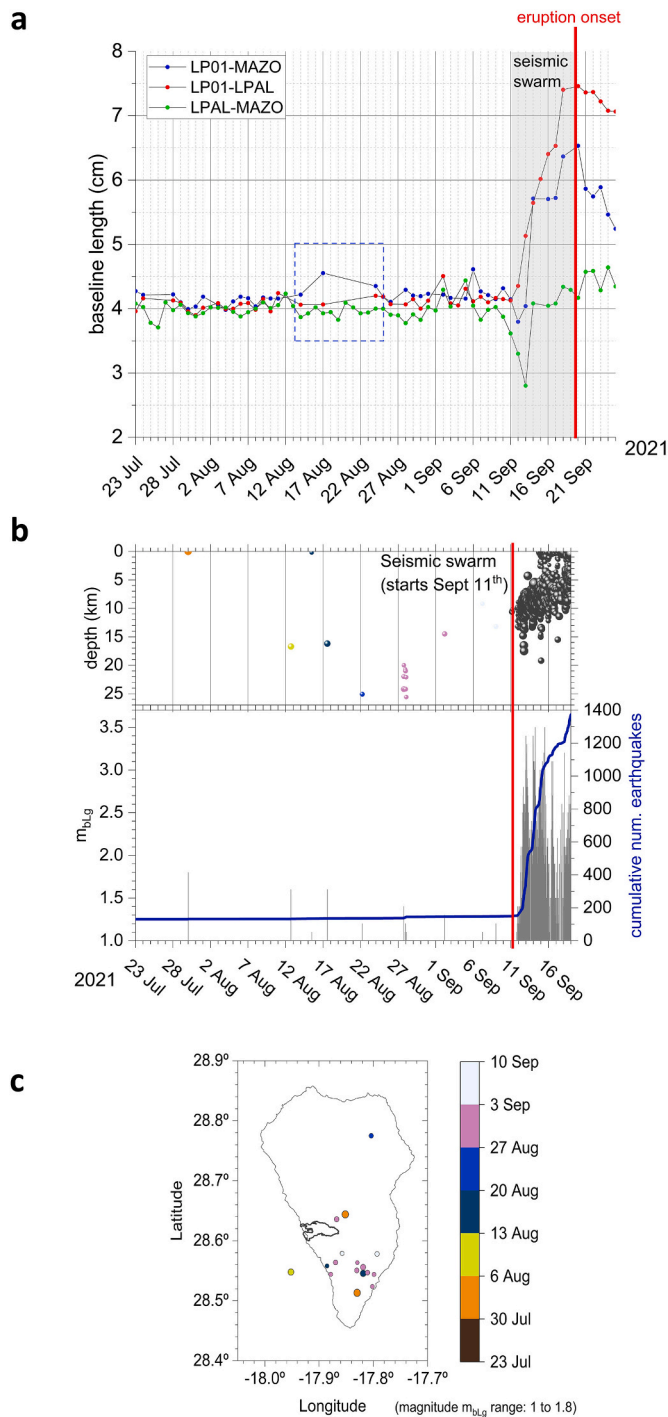 a
eruption onset
8
7
6
5
4
3
2
baseline length (cm)
LP01-MAZO
LP01-LPAL
LPAL-MAZO
seismic
swarm
23 Jul
28 Jul
2 Aug
7 Aug
12 Aug
17 Aug
22 Aug
27 Aug
1 Sep
6 Sep
11 Sep
16 Sep
21 Sep
2021
b
0
5
10
15
20
25
depth (km)
Seismic swarm
(starts Sept 11th)
3.5
3.0
2.5
2.0
1.5
1.0
mbLg
1400
1200
1000
800
600
400
200
0
cumulative num. earthquakes
2021
23 Jul
28 Jul
2 Aug
7 Aug
12 Aug
17 Aug
22 Aug
27 Aug
1 Sep
6 Sep
11 Sep
16 Sep
c
28.9º
28.8º
28.7º
28.6º
28.5º
28.4º
Latitude
-18.0º
-17.9º
-17.8º
-17.7º
Longitude
10 Sep
3 Sep
27 Aug
20 Aug
13 Aug
6 Aug
30 Jul
23 Jul
(magnitude mbLg range: 1 to 1.8)